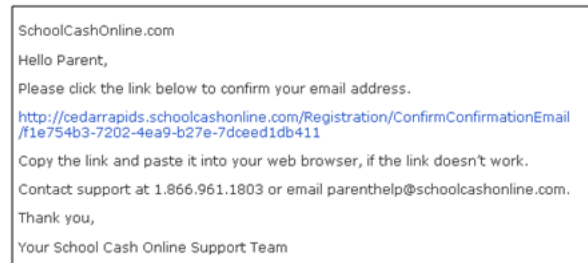 SchoolCashOnline.com
Hello Parent,
Please click the link below to confirm your email address.
http://cedarrapids.schoolcashonline.com/Registration/ConfirmConfirmationEmail
/f1e754b3-7202-4ea9-b27e-7dceed1db411
Copy the link and paste it into your web browser, if the link doesn't work.
Contact support at 1.866.961.1803 or email parenthelp@schoolcashonline.com.
Thank you,
Your School Cash Online Support Team